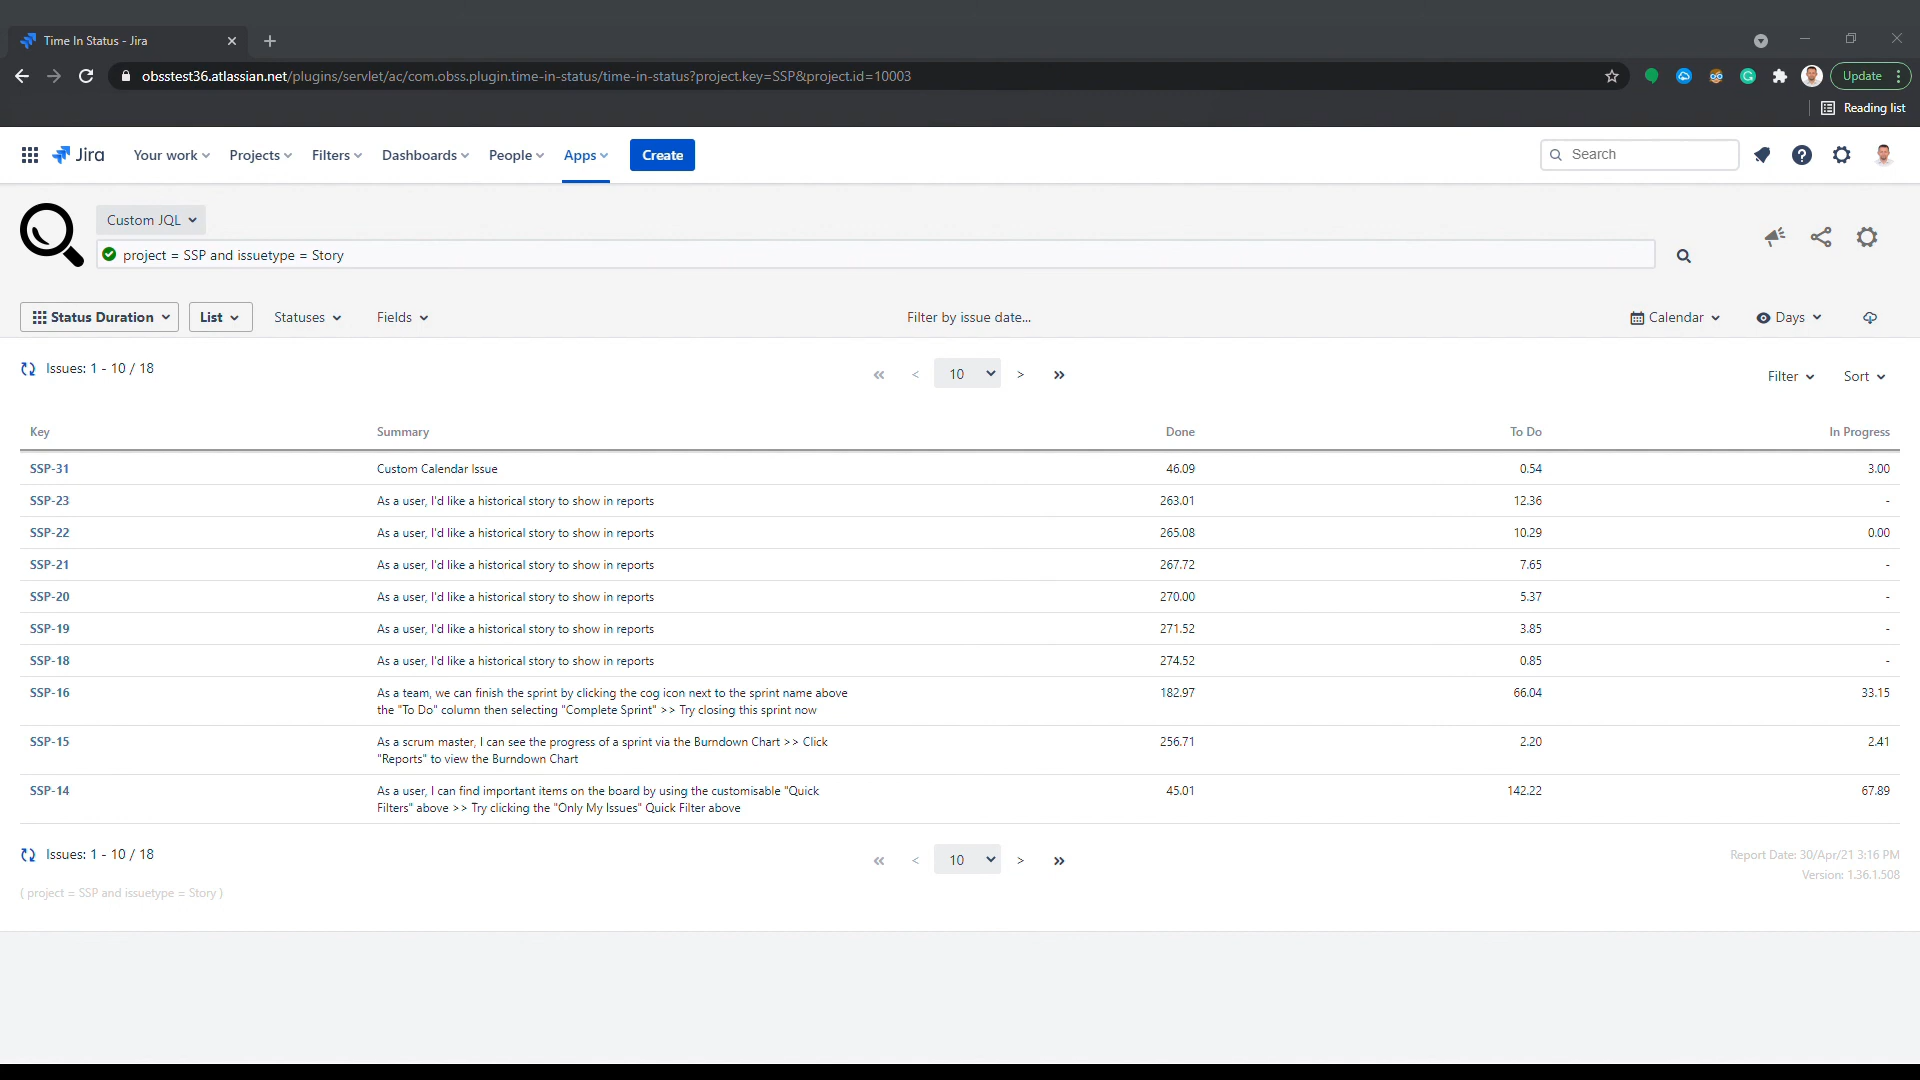 Time In Status - Jira
obsstest36.atlassian.net/plugins/servlet/ac/com.obss.plugin.time-in-status/time-in-status?project.key=SSP&project.id=10003
Update
Reading list
Jira Your work Projects Filters Dashboards People Apps Create Search
Custom JQL
project = SSP and issuetype = Story
Status Duration List Statuses Fields Filter by issue date... Calendar Days
Issues: 1 - 10 / 18 « < 10 > » Filter Sort
Key Summary Done To Do In Progress
SSP-31 Custom Calendar Issue 46.09 0.54 3.00
SSP-23 As a user, I'd like a historical story to show in reports 263.01 12.36 -
SSP-22 As a user, I'd like a historical story to show in reports 265.08 10.29 0.00
SSP-21 As a user, I'd like a historical story to show in reports 267.72 7.65 -
SSP-20 As a user, I'd like a historical story to show in reports 270.00 5.37 -
SSP-19 As a user, I'd like a historical story to show in reports 271.52 3.85 -
SSP-18 As a user, I'd like a historical story to show in reports 274.52 0.85 -
SSP-16 As a team, we can finish the sprint by clicking the cog icon next to the sprint name above 182.97 66.04 33.15
the "To Do" column then selecting "Complete Sprint" >> Try closing this sprint now
SSP-15 As a scrum master, I can see the progress of a sprint via the Burndown Chart >> Click 256.71 2.20 2.41
"Reports" to view the Burndown Chart
SSP-14 As a user, I can find important items on the board by using the customisable "Quick 45.01 142.22 67.89
Filters" above >> Try clicking the "Only My Issues" Quick Filter above
Issues: 1 - 10 / 18 « < 10 > » Report Date: 30/Apr/21 3:16 PM
Version: 1.36.1.508
( project = SSP and issuetype = Story )